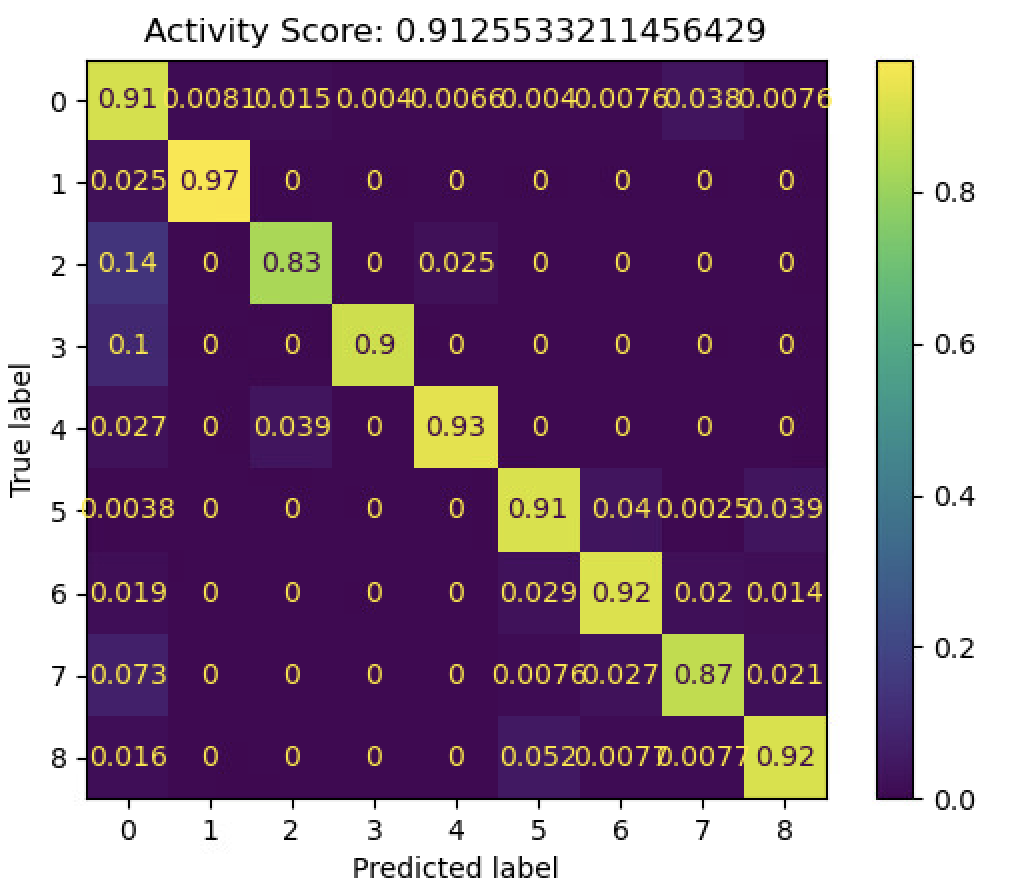 Activity Score: 0.9125533211456429
0 0.91 0.0081 0.015 0.004 0.0066 0.004 0.0076 0.038 0.0076
1 0.025 0.97 0 0 0 0 0 0 0
0.8
2 0.14 0 0.83 0 0.025 0 0 0 0
3 0.1 0 0 0.9 0 0 0 0 0
0.6
4 0.027 0 0.039 0 0.93 0 0 0 0
True label
0.4
5 0.0038 0 0 0 0 0.91 0.04 0.0025 0.039
6 0.019 0 0 0 0 0.029 0.92 0.02 0.014
0.2
7 0.073 0 0 0 0 0.0076 0.027 0.87 0.021
8 0.016 0 0 0 0 0.052 0.0077 0.0077 0.92
0.0
0 1 2 3 4 5 6 7 8
Predicted label